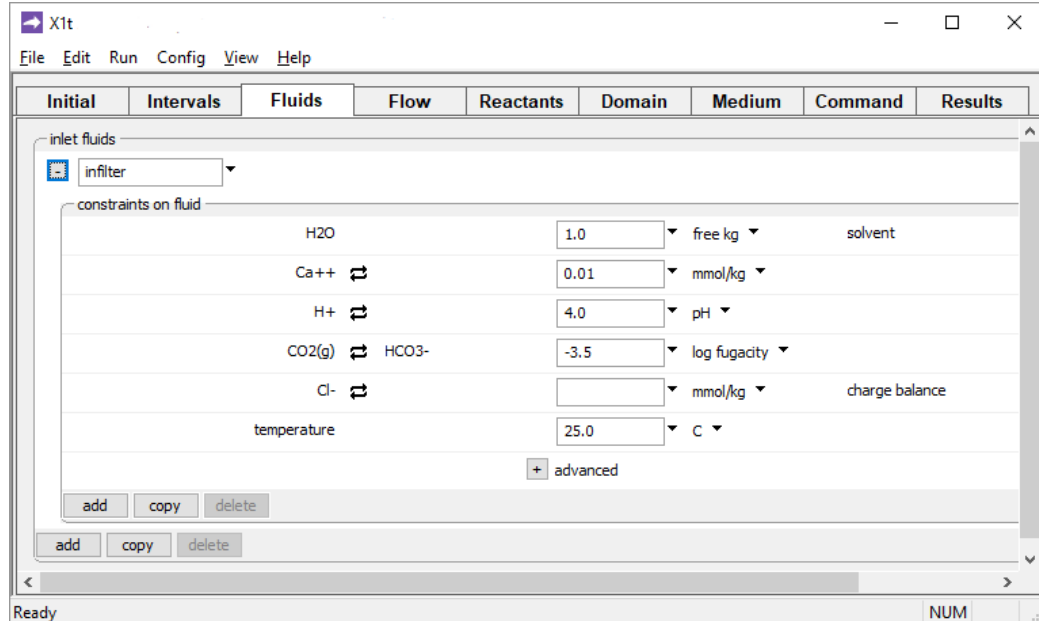 X1t
File Edit Run Config View Help
Initial Intervals Fluids Flow Reactants Domain Medium Command Results
inlet fluids
- infilter
constraints on fluid
H2O 1.0 free kg solvent
Ca++ 0.01 mmol/kg
H+ 4.0 pH
CO2(g) HCO3- -3.5 log fugacity
Cl- mmol/kg charge balance
temperature 25.0 C
+ advanced
add copy delete
add copy delete
Ready NUM